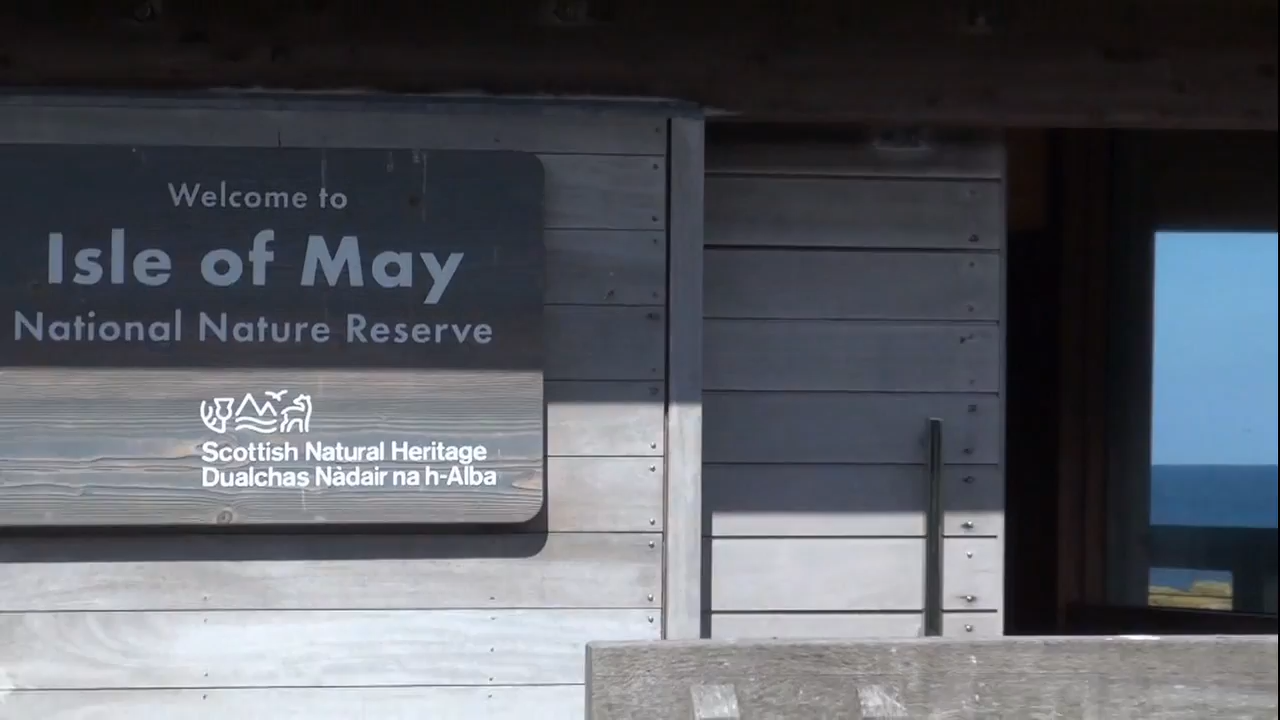 Welcome to
Isle of May
National Nature Reserve
Scottish Natural Heritage
Dualchas Nàdair na h-Alba